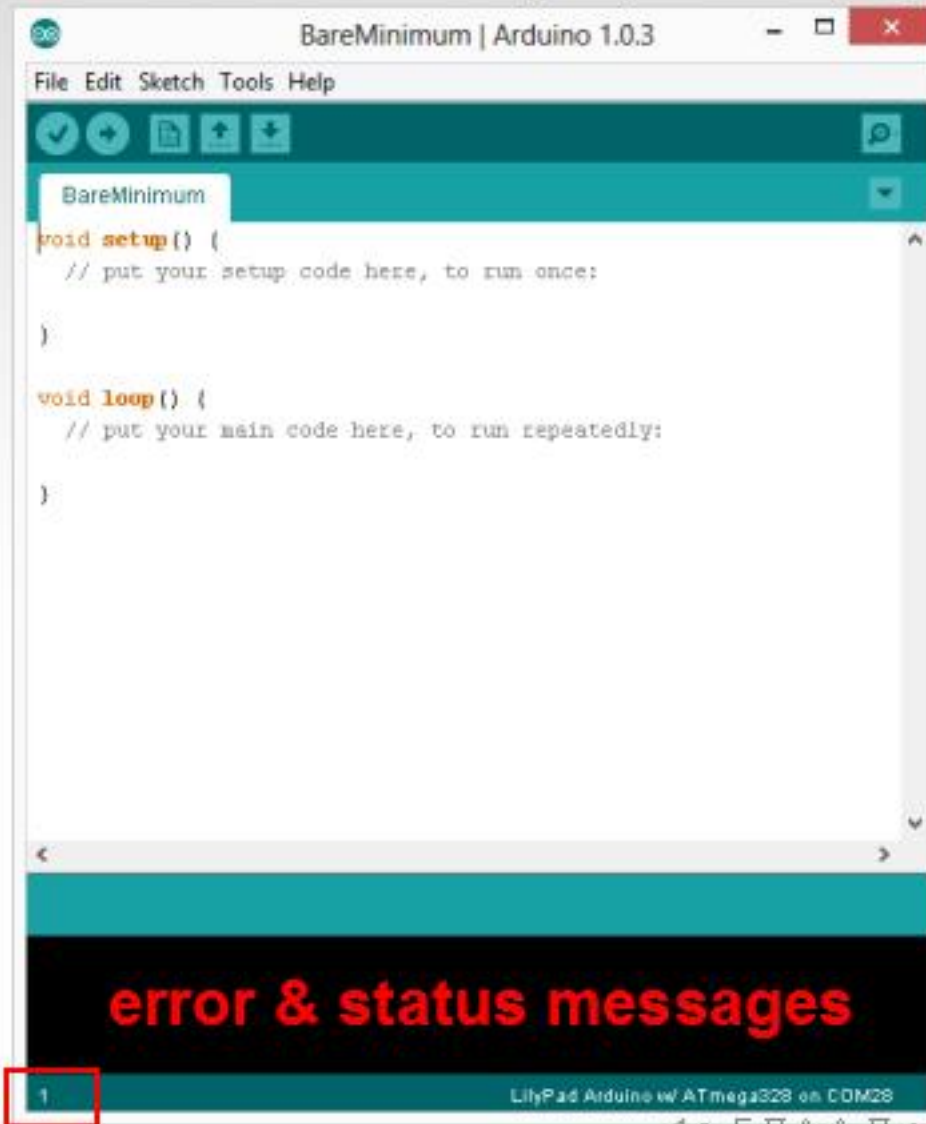 BareMinimum | Arduino 1.0.3
File Edit Sketch Tools Help
BareMinimum
void setup() {
  // put your setup code here, to run once:
}
void loop() {
  // put your main code here, to run repeatedly:
}
error & status messages
1
LilyPad Arduino w/ ATmega328 on COM28